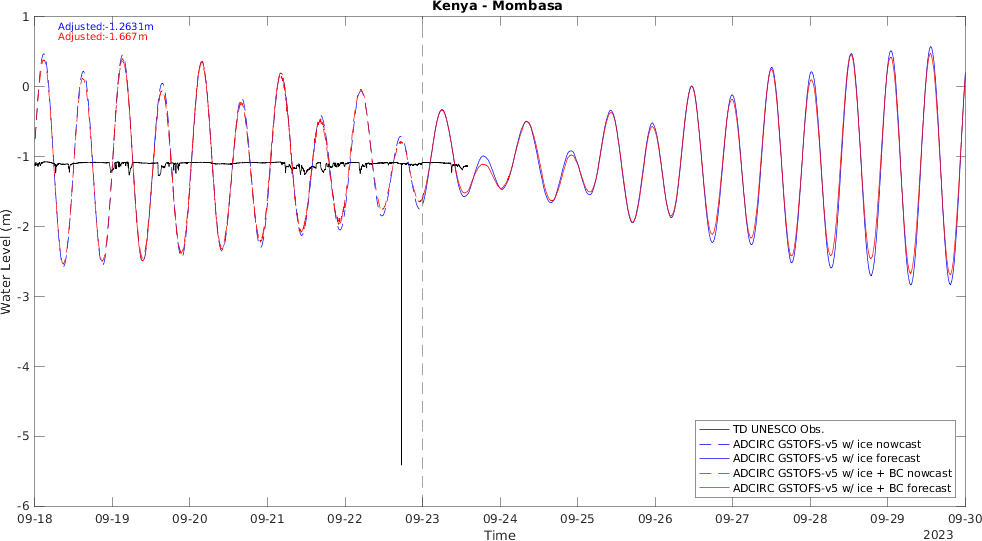 Kenya - Mombasa
Adjusted:-1.2631m
Adjusted:-1.667m
1
0
-1
-2
-3
-4
-5
-6
Water Level (m)
TD UNESCO Obs.
ADCIRC GSTOFS-v5 w/ ice nowcast
ADCIRC GSTOFS-v5 w/ ice forecast
ADCIRC GSTOFS-v5 w/ ice + BC nowcast
ADCIRC GSTOFS-v5 w/ ice + BC forecast
09-18 09-19 09-20 09-21 09-22 09-23 09-24 09-25 09-26 09-27 09-28 09-29 09-30
Time
2023